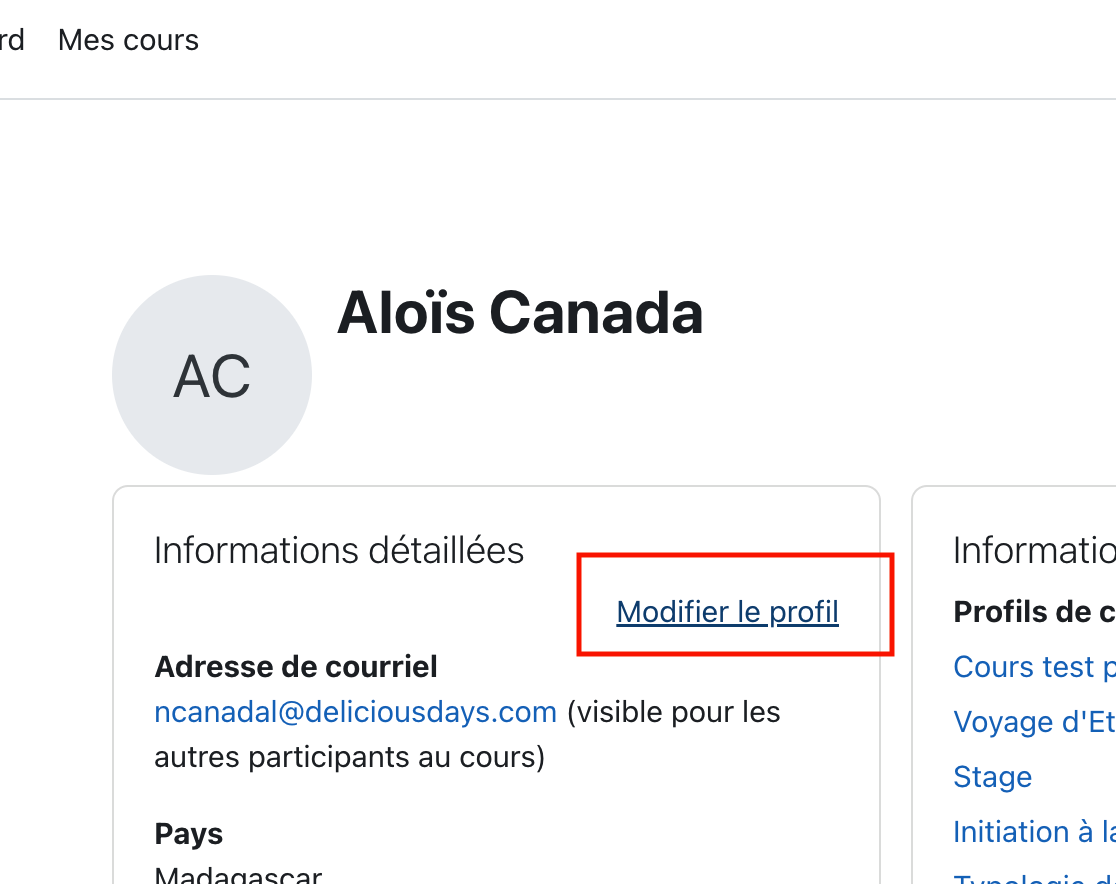 rd Mes cours
AC
Aloïs Canada
Informations détaillées
Modifier le profil
Adresse de courriel
ncanadal@deliciousdays.com (visible pour les
autres participants au cours)
Pays
Madagascar
Informatio
Profils de c
Cours test p
Voyage d'Et
Stage
Initiation à la
Typologie d